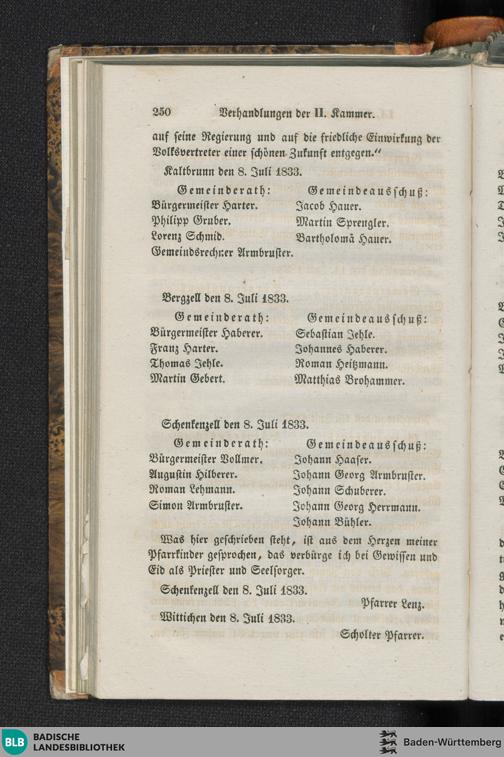 250 Verhandlungen der II. Kammer.
auf seine Regierung und auf die friedliche Einwirkung der
Volksvertreter einer schönen Zukunft entgegen.“
Kaltbrunn den 8. Juli 1833.
Gemeinderath: Gemeindeausschuß:
Bürgermeister Harter. Jacob Hauer.
Philipp Gruber. Martin Sprengler.
Lorenz Schmid. Bartholomä Hauer.
Gemeindsrechner Armbruster.
Bergzell den 8. Juli 1833.
Gemeinderath: Gemeindeausschuß:
Bürgermeister Haberer. Sebastian Jehle.
Franz Harter. Johannes Haberer.
Thomas Jehle. Roman Heitzmann.
Martin Gebert. Matthias Brohammer.
Schenkenzell den 8. Juli 1833.
Gemeinderath: Gemeindeausschuß:
Bürgermeister Vollmer. Johann Haaser.
Augustin Hilberer. Johann Georg Armbruster.
Roman Lehmann. Johann Schuberer.
Simon Armbruster. Johann Georg Herrmann.
Johann Bühler.
Was hier geschrieben steht, ist aus dem Herzen meiner
Pfarrkinder gesprochen, das verbürge ich bei Gewissen und
Eid als Priester und Seelsorger.
Schenkenzell den 8. Juli 1833.
Pfarrer Lenz.
Wittichen den 8. Juli 1833.
Scholter Pfarrer.
BLB BADISCHE
LANDESBIBLIOTHEK
Baden-Württemberg